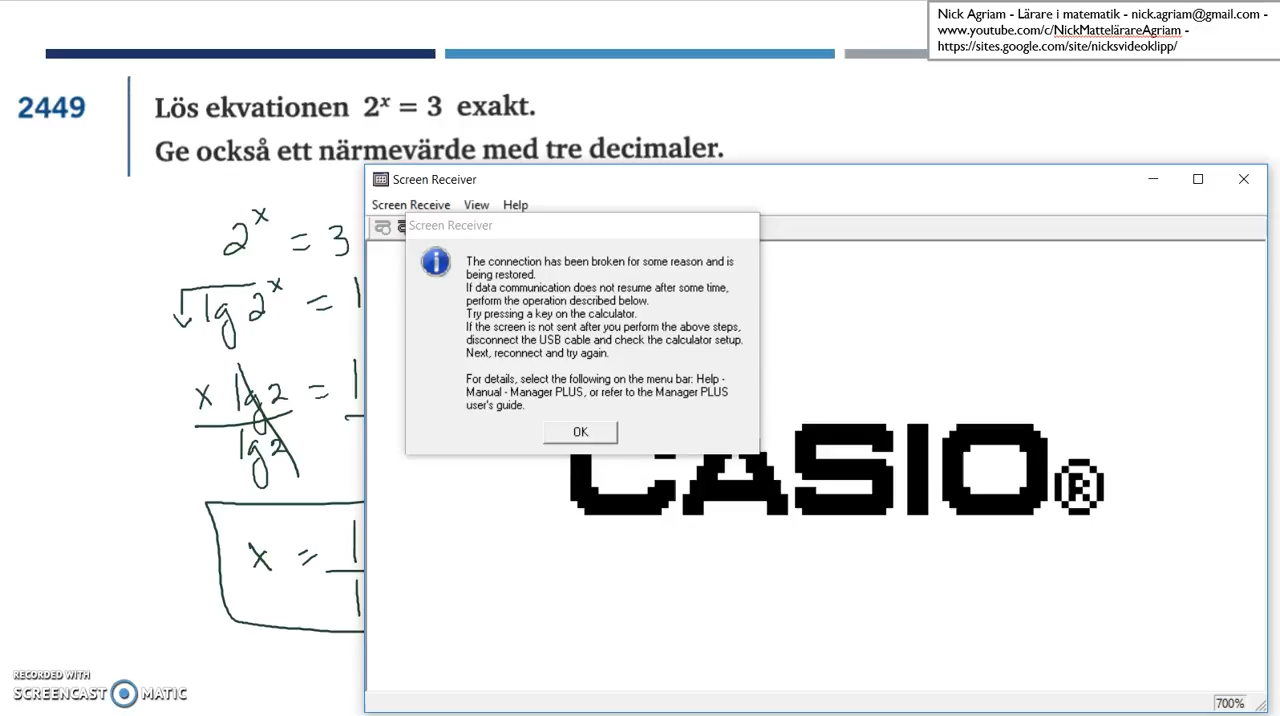 Nick Agriam - Lärare i matematik - nick.agriam@gmail.com -
www.youtube.com/c/NickMattelärareAgriam -
https://sites.google.com/site/nicksvideoklipp/
2449
Lös ekvationen 2ˣ = 3 exakt.
Ge också ett närmevärde med tre decimaler.
2ˣ = 3
lg 2ˣ =
x lg 2 =
lg 2
x =
Screen Receiver
Screen Receive View Help
Screen Receiver
The connection has been broken for some reason and is
being restored.
If data communication does not resume after some time,
perform the operation described below.
Try pressing a key on the calculator.
If the screen is not sent after you perform the above steps,
disconnect the USB cable and check the calculator setup.
Next, reconnect and try again.
For details, select the following on the menu bar: Help -
Manual - Manager PLUS, or refer to the Manager PLUS
user's guide.
OK
CASIO®
700%
RECORDED WITH
SCREENCAST MATIC